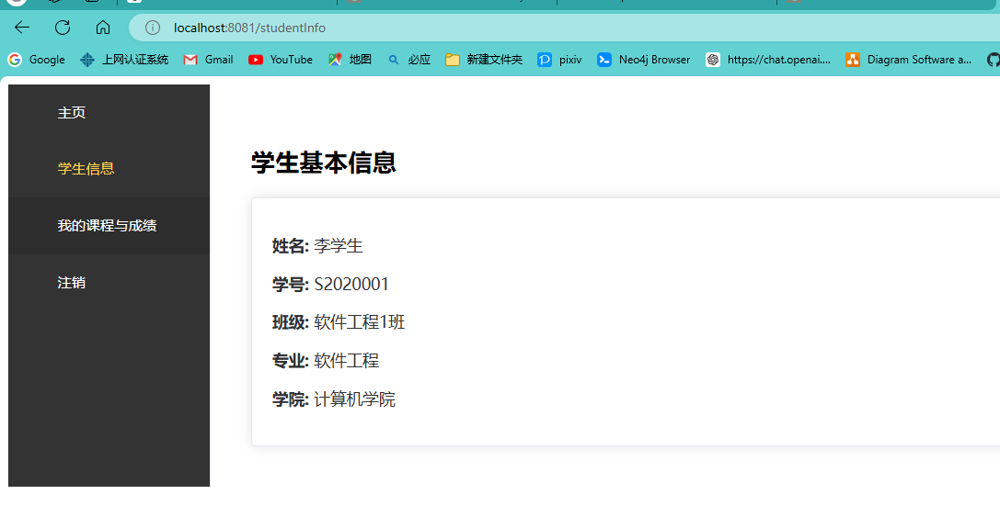 localhost:8081/studentInfo
Google 上网认证系统 Gmail YouTube 地图 必应 新建文件夹 pixiv Neo4j Browser https://chat.openai.... Diagram Software a...
主页
学生信息
我的课程与成绩
注销
学生基本信息
姓名: 李学生
学号: S2020001
班级: 软件工程1班
专业: 软件工程
学院: 计算机学院